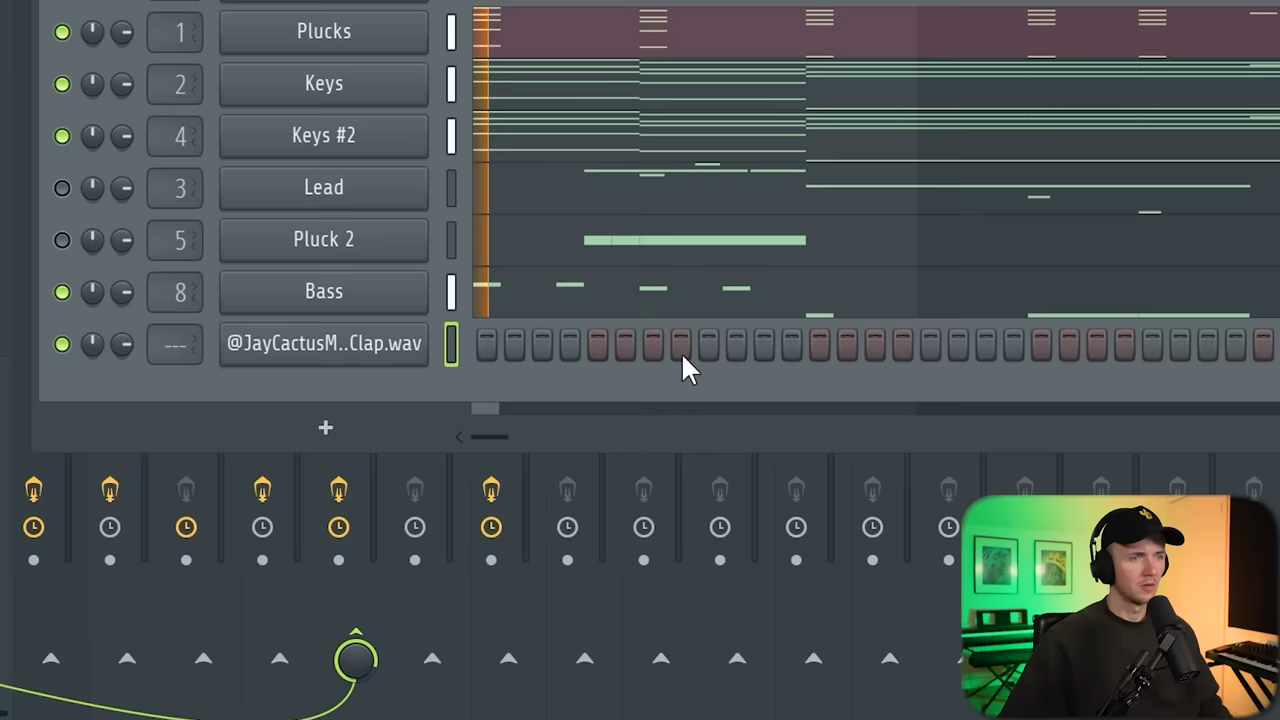 1 Plucks
2 Keys
4 Keys #2
3 Lead
5 Pluck 2
8 Bass
--- @JayCactusM..Clap.wav
+